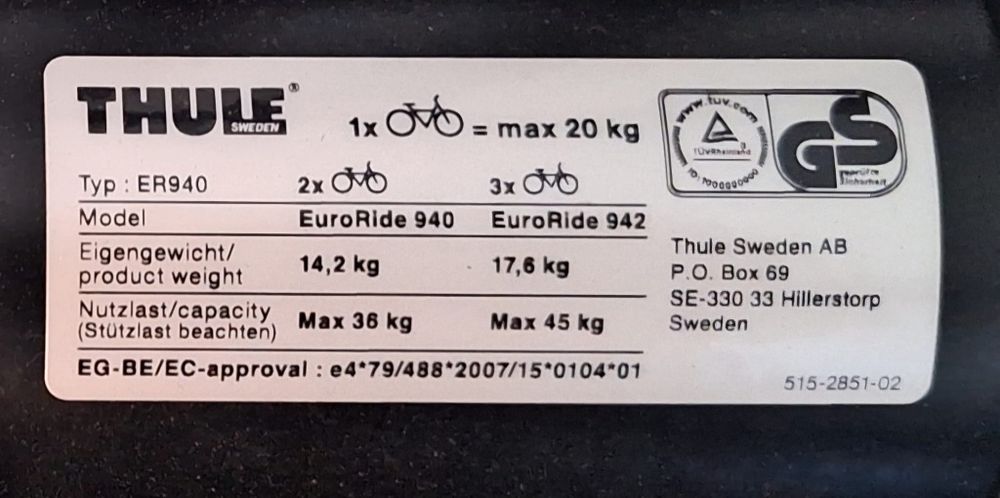 THULE®
SWEDEN
1x = max 20 kg
Typ : ER940 2x 3x
Model EuroRide 940 EuroRide 942
Eigengewicht/
product weight 14,2 kg 17,6 kg
Nutzlast/capacity
(Stützlast beachten) Max 36 kg Max 45 kg
EG-BE/EC-approval : e4*79/488*2007/15*0104*01
www.tuv.com
TÜVRheinland
GS
geprüfte
Sicherheit
Thule Sweden AB
P.O. Box 69
SE-330 33 Hillerstorp
Sweden
515-2851-02